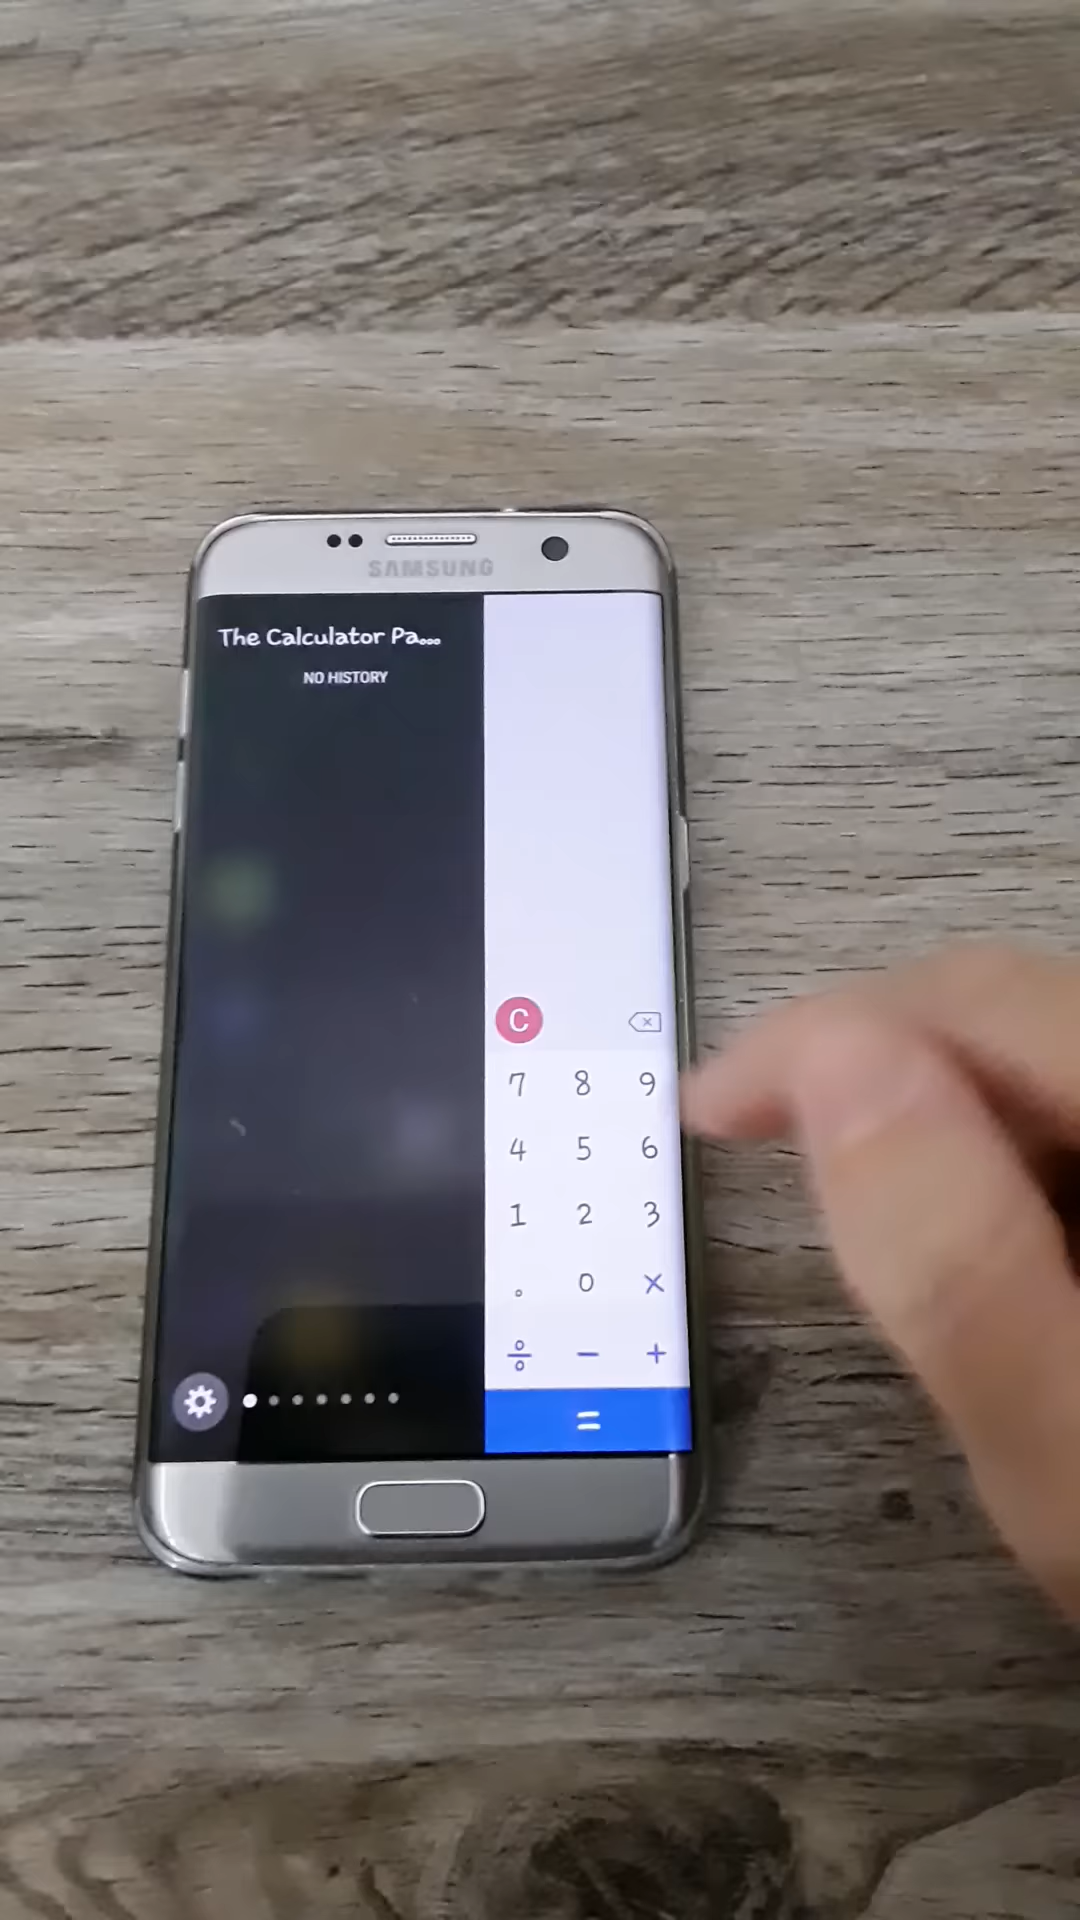 SAMSUNG
The Calculator Pa...
NO HISTORY
C
7 8 9
4 5 6
1 2 3
. 0 ×
÷ − +
=